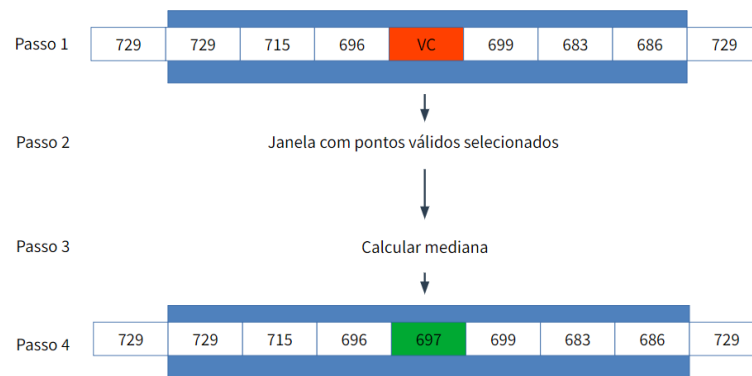 Passo 1 729 729 715 696 VC 699 683 686 729
Passo 2 Janela com pontos válidos selecionados
Passo 3 Calcular mediana
Passo 4 729 729 715 696 697 699 683 686 729